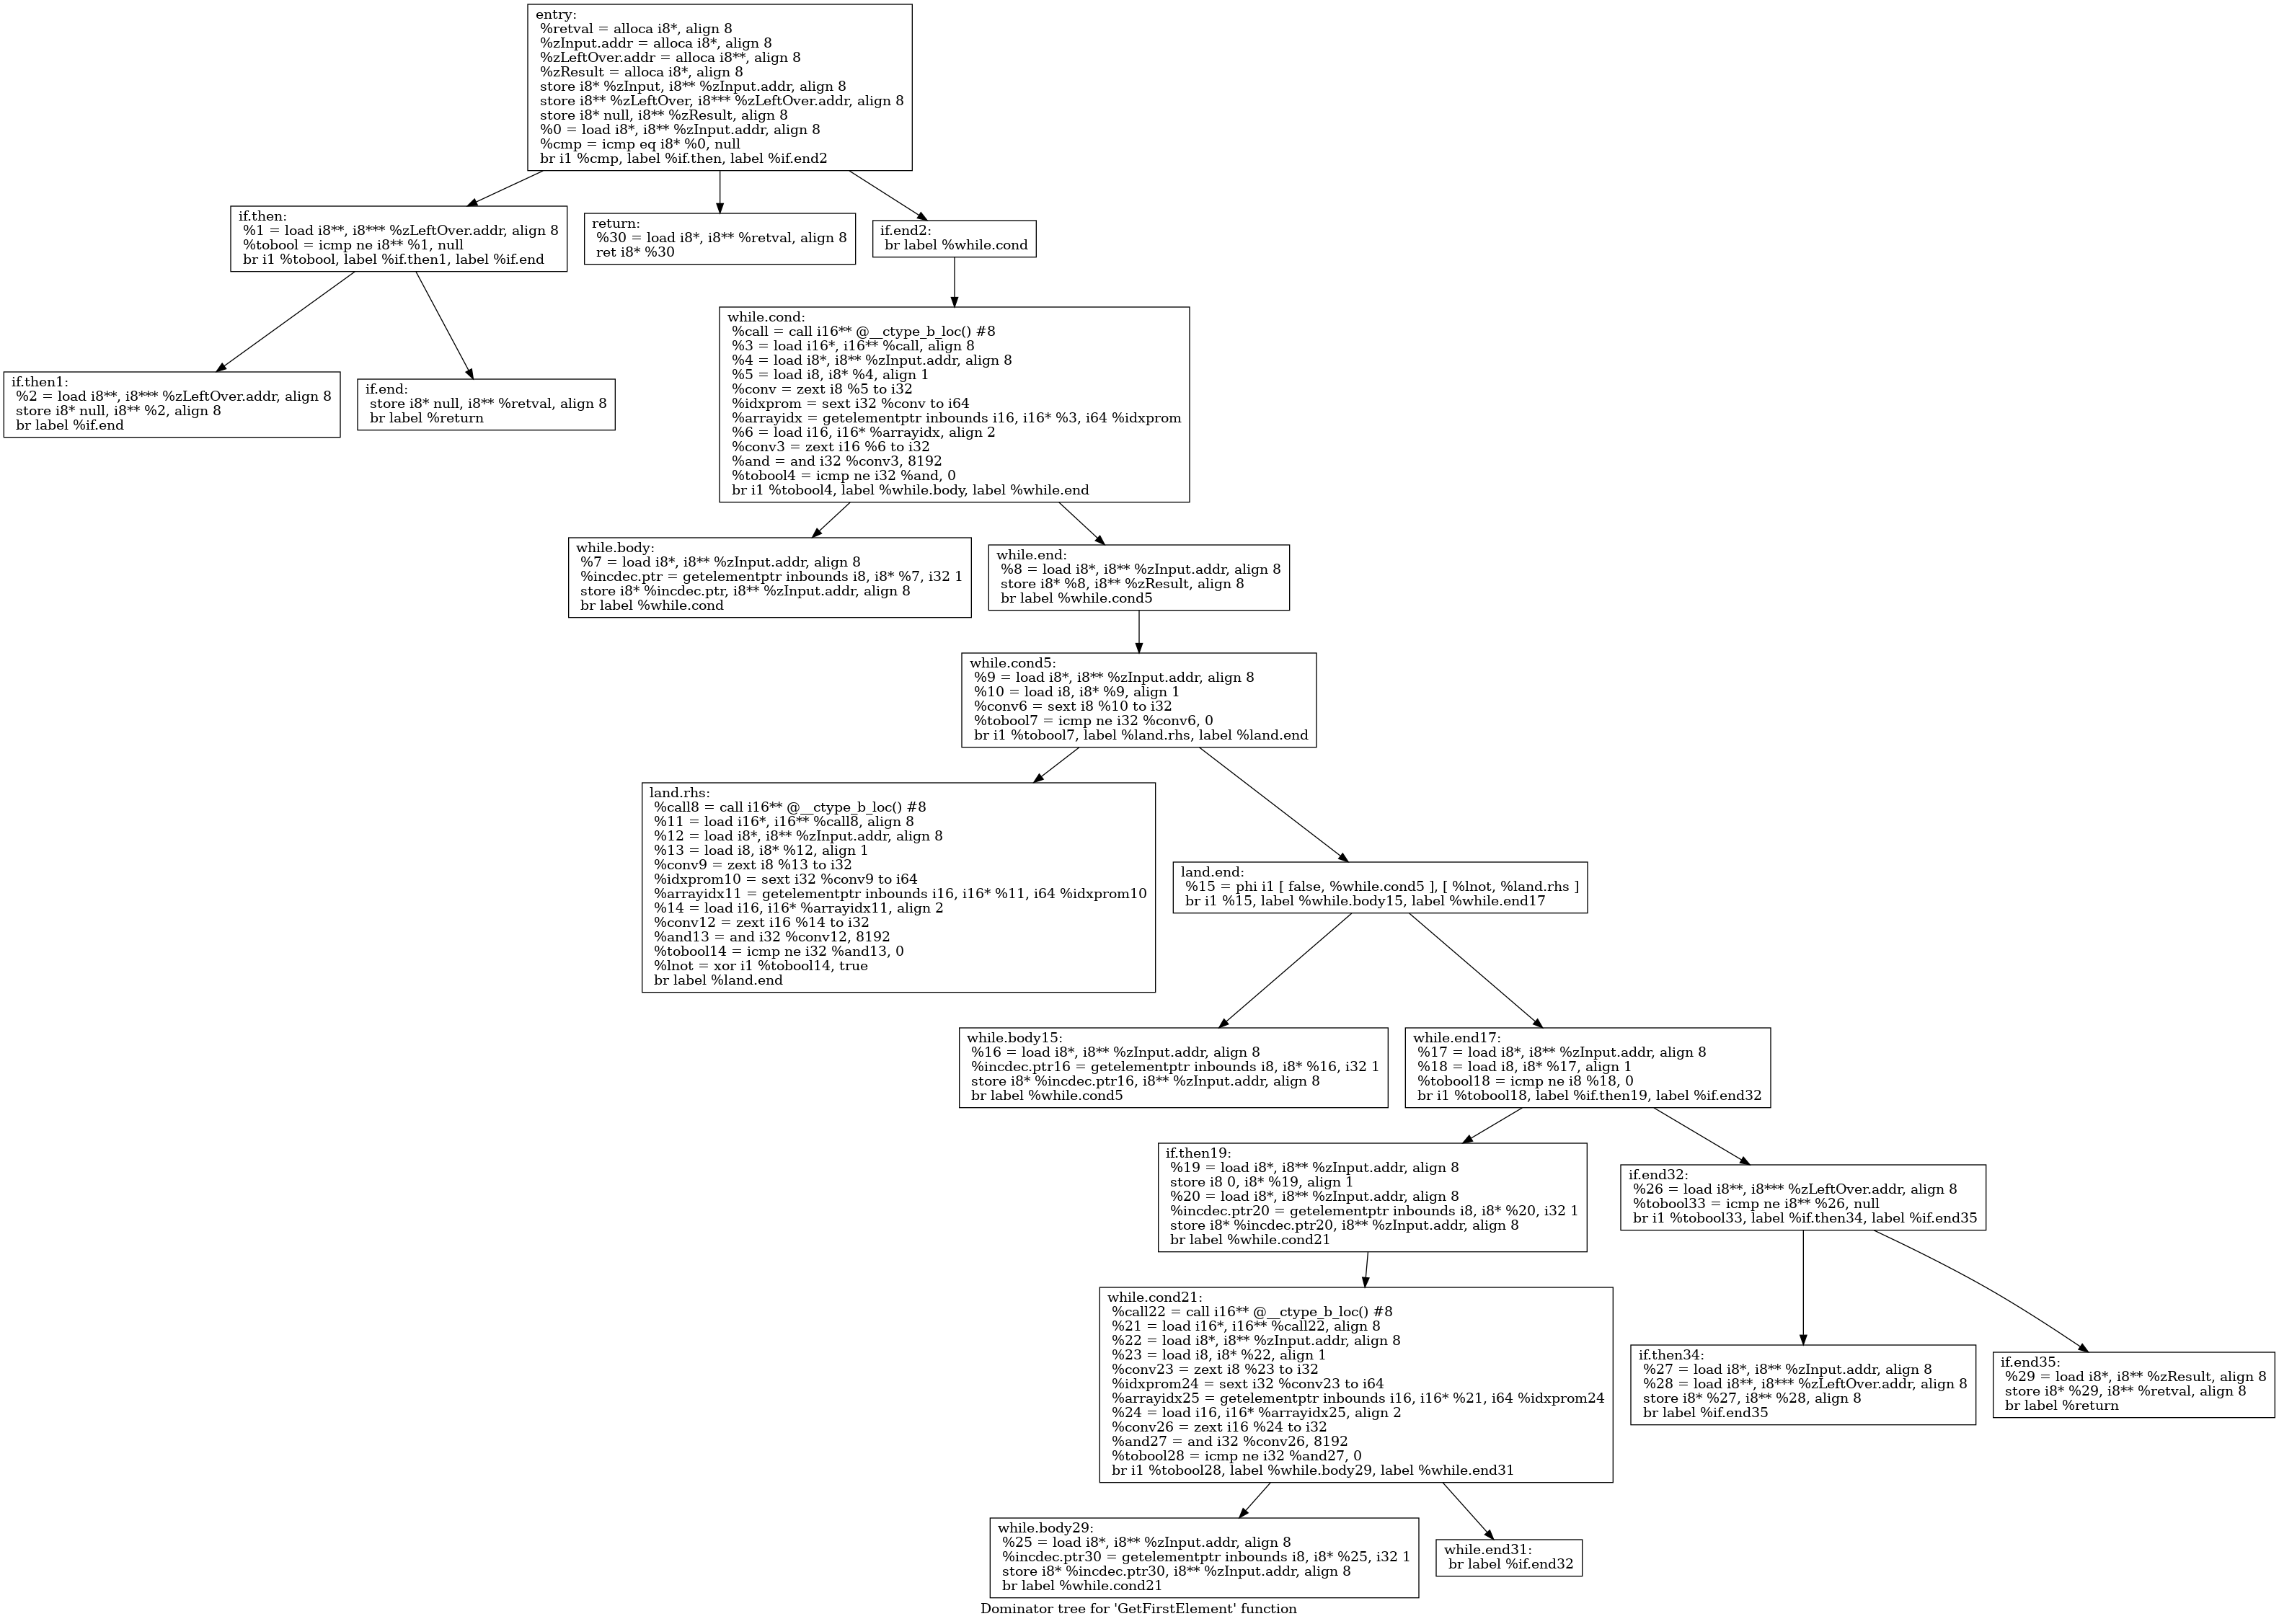 entry:
%retval = alloca i8*, align 8
%zInput.addr = alloca i8*, align 8
%zLeftOver.addr = alloca i8**, align 8
%zResult = alloca i8*, align 8
store i8* %zInput, i8** %zInput.addr, align 8
store i8** %zLeftOver, i8*** %zLeftOver.addr, align 8
store i8* null, i8** %zResult, align 8
%0 = load i8*, i8** %zInput.addr, align 8
%cmp = icmp eq i8* %0, null
br i1 %cmp, label %if.then, label %if.end2
if.then:
%1 = load i8**, i8*** %zLeftOver.addr, align 8
%tobool = icmp ne i8** %1, null
br i1 %tobool, label %if.then1, label %if.end
return:
%30 = load i8*, i8** %retval, align 8
ret i8* %30
if.end2:
br label %while.cond
if.then1:
%2 = load i8**, i8*** %zLeftOver.addr, align 8
store i8* null, i8** %2, align 8
br label %if.end
if.end:
store i8* null, i8** %retval, align 8
br label %return
while.cond:
%call = call i16** @__ctype_b_loc() #8
%3 = load i16*, i16** %call, align 8
%4 = load i8*, i8** %zInput.addr, align 8
%5 = load i8, i8* %4, align 1
%conv = zext i8 %5 to i32
%idxprom = sext i32 %conv to i64
%arrayidx = getelementptr inbounds i16, i16* %3, i64 %idxprom
%6 = load i16, i16* %arrayidx, align 2
%conv3 = zext i16 %6 to i32
%and = and i32 %conv3, 8192
%tobool4 = icmp ne i32 %and, 0
br i1 %tobool4, label %while.body, label %while.end
while.body:
%7 = load i8*, i8** %zInput.addr, align 8
%incdec.ptr = getelementptr inbounds i8, i8* %7, i32 1
store i8* %incdec.ptr, i8** %zInput.addr, align 8
br label %while.cond
while.end:
%8 = load i8*, i8** %zInput.addr, align 8
store i8* %8, i8** %zResult, align 8
br label %while.cond5
while.cond5:
%9 = load i8*, i8** %zInput.addr, align 8
%10 = load i8, i8* %9, align 1
%conv6 = sext i8 %10 to i32
%tobool7 = icmp ne i32 %conv6, 0
br i1 %tobool7, label %land.rhs, label %land.end
land.rhs:
%call8 = call i16** @__ctype_b_loc() #8
%11 = load i16*, i16** %call8, align 8
%12 = load i8*, i8** %zInput.addr, align 8
%13 = load i8, i8* %12, align 1
%conv9 = zext i8 %13 to i32
%idxprom10 = sext i32 %conv9 to i64
%arrayidx11 = getelementptr inbounds i16, i16* %11, i64 %idxprom10
%14 = load i16, i16* %arrayidx11, align 2
%conv12 = zext i16 %14 to i32
%and13 = and i32 %conv12, 8192
%tobool14 = icmp ne i32 %and13, 0
%lnot = xor i1 %tobool14, true
br label %land.end
land.end:
%15 = phi i1 [ false, %while.cond5 ], [ %lnot, %land.rhs ]
br i1 %15, label %while.body15, label %while.end17
while.body15:
%16 = load i8*, i8** %zInput.addr, align 8
%incdec.ptr16 = getelementptr inbounds i8, i8* %16, i32 1
store i8* %incdec.ptr16, i8** %zInput.addr, align 8
br label %while.cond5
while.end17:
%17 = load i8*, i8** %zInput.addr, align 8
%18 = load i8, i8* %17, align 1
%tobool18 = icmp ne i8 %18, 0
br i1 %tobool18, label %if.then19, label %if.end32
if.then19:
%19 = load i8*, i8** %zInput.addr, align 8
store i8 0, i8* %19, align 1
%20 = load i8*, i8** %zInput.addr, align 8
%incdec.ptr20 = getelementptr inbounds i8, i8* %20, i32 1
store i8* %incdec.ptr20, i8** %zInput.addr, align 8
br label %while.cond21
if.end32:
%26 = load i8**, i8*** %zLeftOver.addr, align 8
%tobool33 = icmp ne i8** %26, null
br i1 %tobool33, label %if.then34, label %if.end35
while.cond21:
%call22 = call i16** @__ctype_b_loc() #8
%21 = load i16*, i16** %call22, align 8
%22 = load i8*, i8** %zInput.addr, align 8
%23 = load i8, i8* %22, align 1
%conv23 = zext i8 %23 to i32
%idxprom24 = sext i32 %conv23 to i64
%arrayidx25 = getelementptr inbounds i16, i16* %21, i64 %idxprom24
%24 = load i16, i16* %arrayidx25, align 2
%conv26 = zext i16 %24 to i32
%and27 = and i32 %conv26, 8192
%tobool28 = icmp ne i32 %and27, 0
br i1 %tobool28, label %while.body29, label %while.end31
if.then34:
%27 = load i8*, i8** %zInput.addr, align 8
%28 = load i8**, i8*** %zLeftOver.addr, align 8
store i8* %27, i8** %28, align 8
br label %if.end35
if.end35:
%29 = load i8*, i8** %zResult, align 8
store i8* %29, i8** %retval, align 8
br label %return
while.body29:
%25 = load i8*, i8** %zInput.addr, align 8
%incdec.ptr30 = getelementptr inbounds i8, i8* %25, i32 1
store i8* %incdec.ptr30, i8** %zInput.addr, align 8
br label %while.cond21
while.end31:
br label %if.end32
Dominator tree for 'GetFirstElement' function